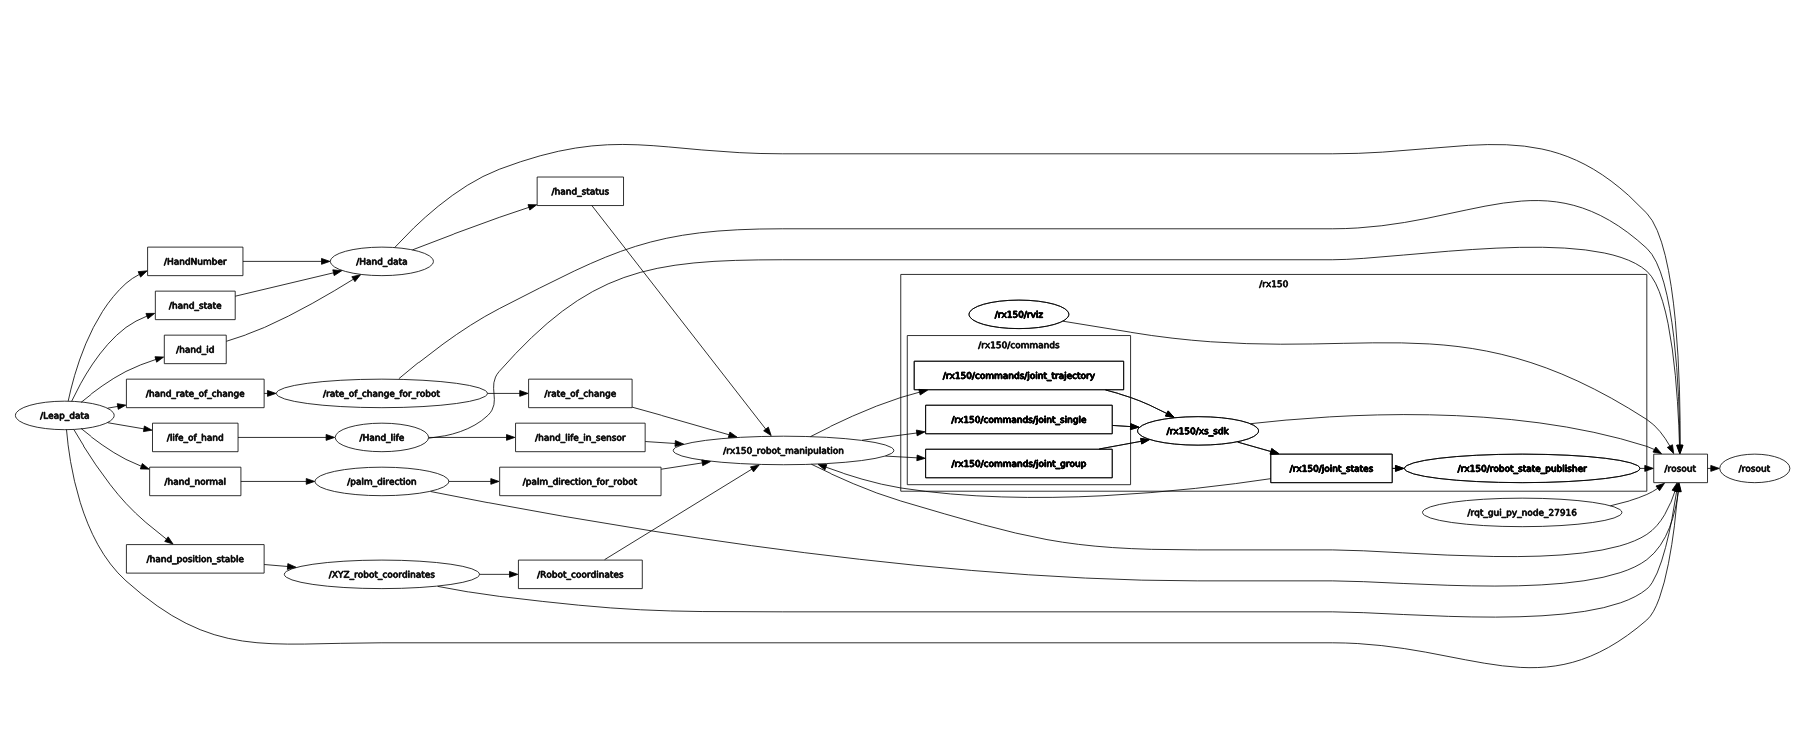 /hand_status
/HandNumber
/Hand_data
/rx150
/hand_state
/rx150/rviz
/rx150/commands
/hand_id
/rx150/commands/joint_trajectory
/hand_rate_of_change
/rate_of_change_for_robot
/rate_of_change
/Leap_data
/rx150/commands/joint_single
/life_of_hand
/Hand_life
/hand_life_in_sensor
/rx150/xs_sdk
/rx150_robot_manipulation
/rx150/commands/joint_group
/rx150/joint_states
/rx150/robot_state_publisher
/rosout
/rosout
/hand_normal
/palm_direction
/palm_direction_for_robot
/rqt_gui_py_node_27916
/hand_position_stable
/XYZ_robot_coordinates
/Robot_coordinates